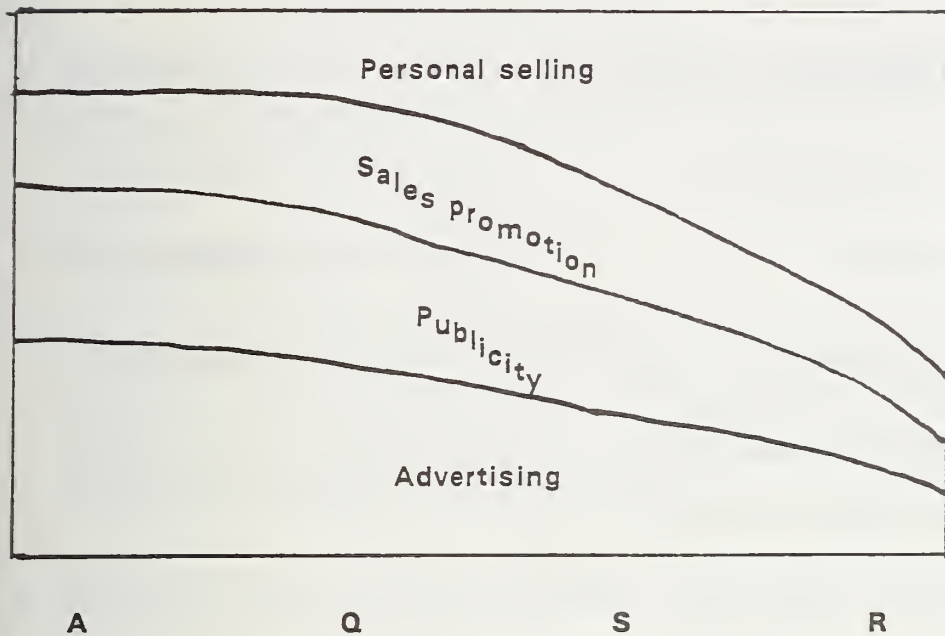 Personal selling
Sales promotion
Publicity
Advertising
A Q S R